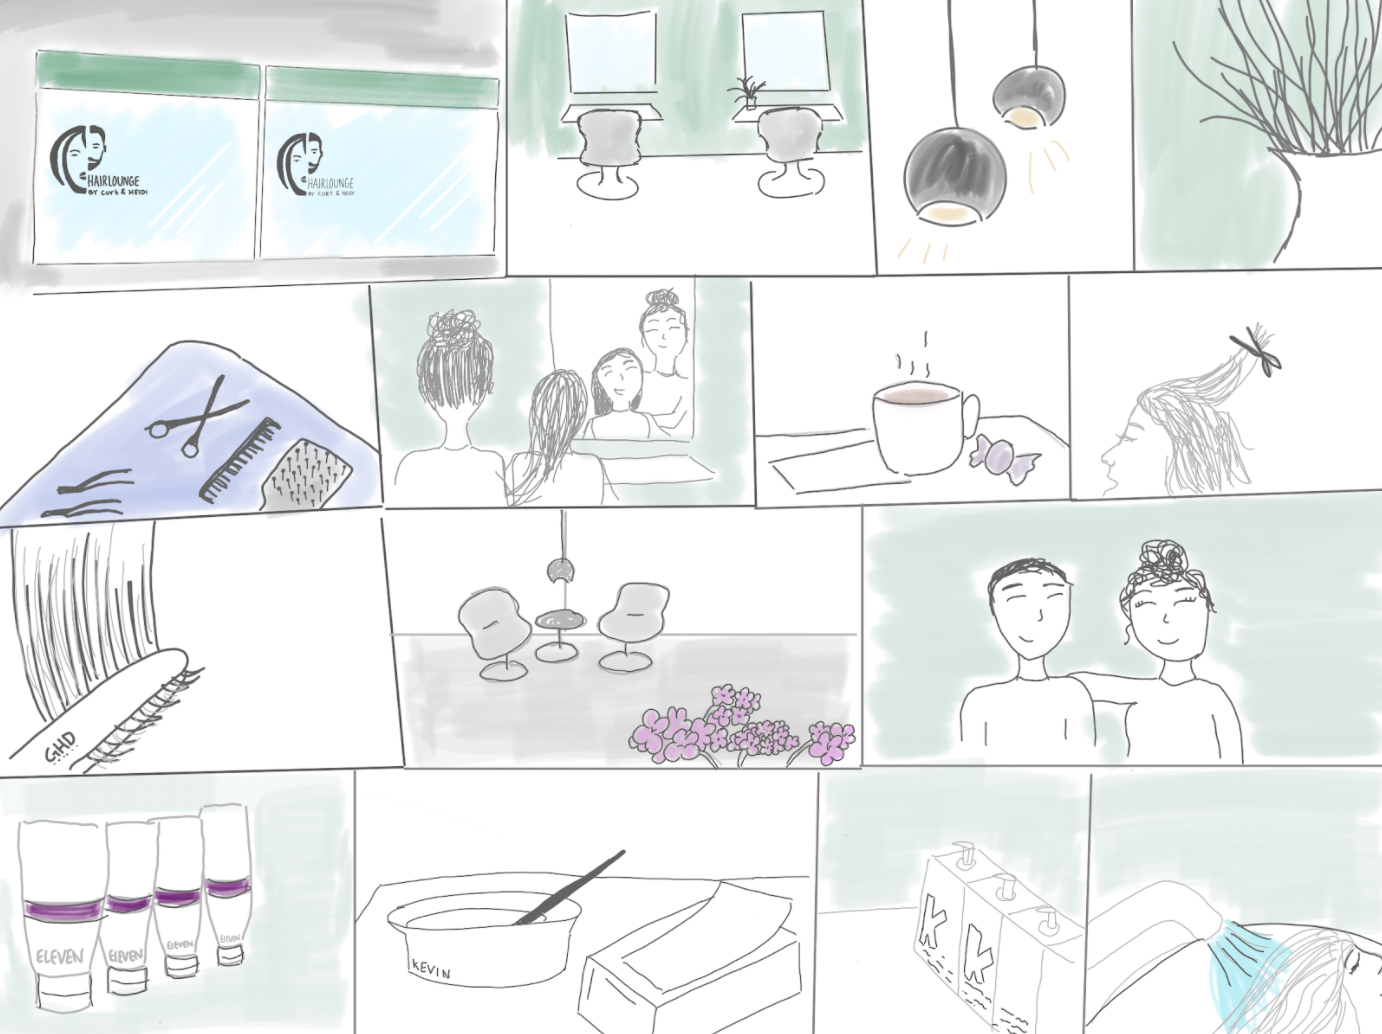 HAIRLOUNGE
BY CURT & HEIDI
HAIRLOUNGE
BY CURT & HEIDI
GHD
ELEVEN
ELEVEN
ELEVEN
ELEVEN
KEVIN
K
K